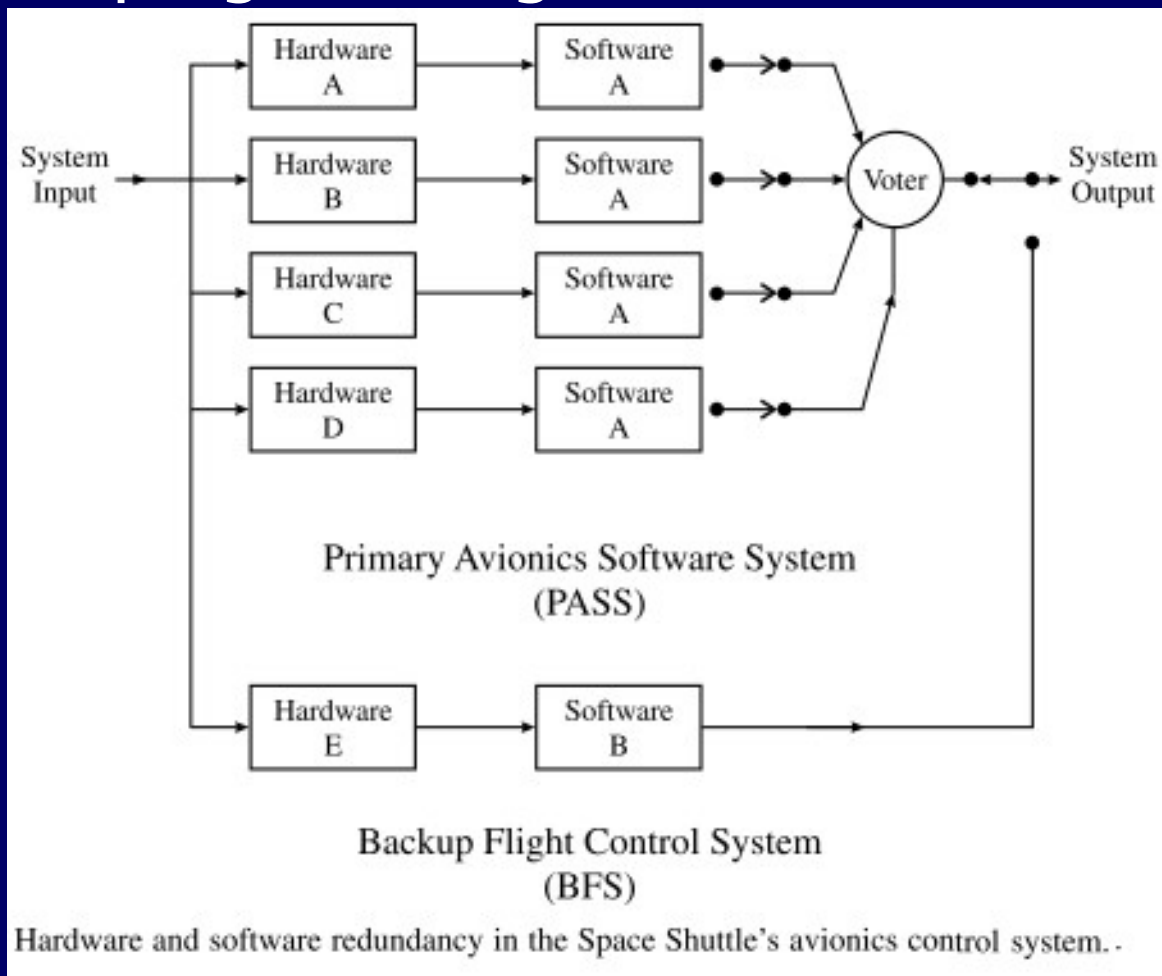 System
Input
Hardware
A
Software
A
Hardware
B
Software
A
Voter
System
Output
Hardware
C
Software
A
Hardware
D
Software
A
Primary Avionics Software System
(PASS)
Hardware
E
Software
B
Backup Flight Control System
(BFS)
Hardware and software redundancy in the Space Shuttle's avionics control system.